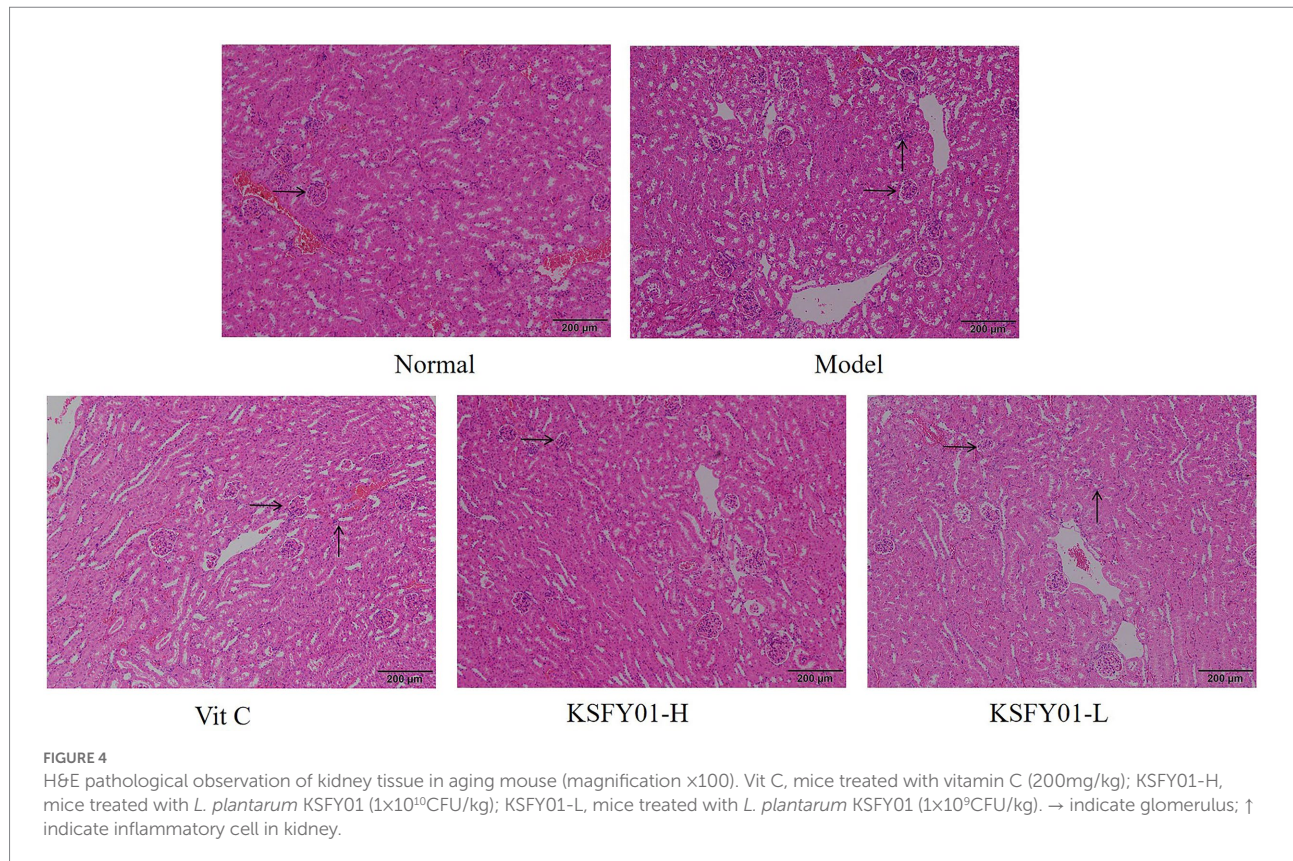 200 µm
200 µm
Normal
Model
200 µm
200 µm
200 µm
Vit C
KSFY01-H
KSFY01-L
FIGURE 4
H&E pathological observation of kidney tissue in aging mouse (magnification ×100). Vit C, mice treated with vitamin C (200mg/kg); KSFY01-H,
mice treated with L. plantarum KSFY01 (1×10¹⁰CFU/kg); KSFY01-L, mice treated with L. plantarum KSFY01 (1×10⁹CFU/kg). → indicate glomerulus; ↑
indicate inflammatory cell in kidney.